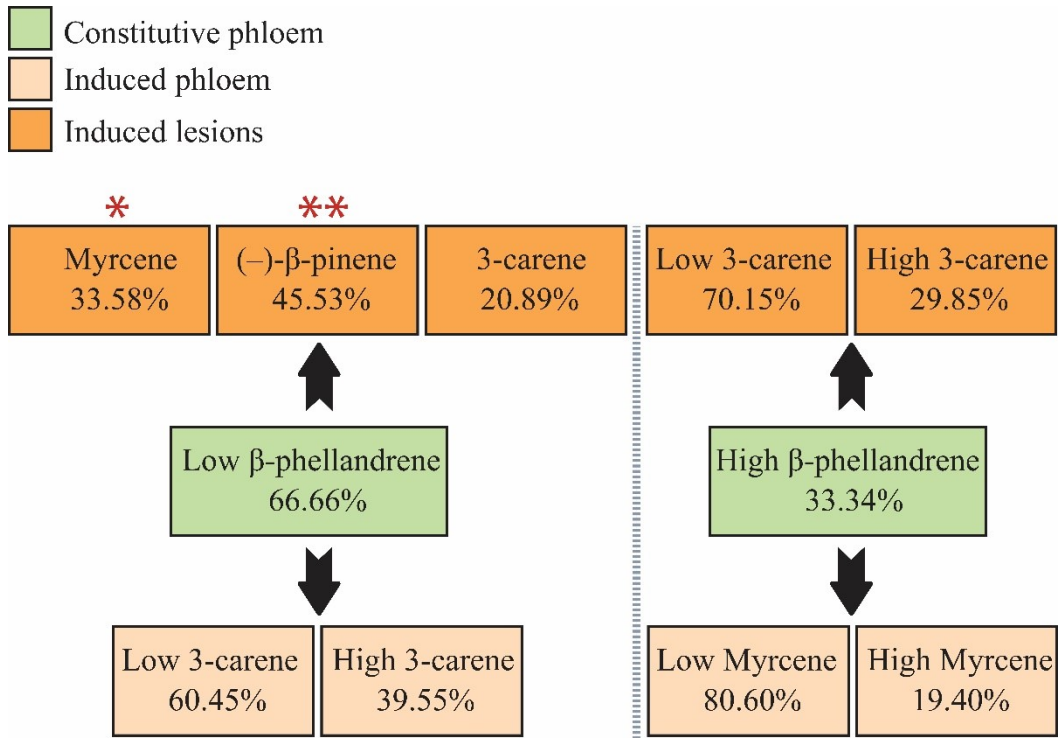 Constitutive phloem
Induced phloem
Induced lesions
* **
Myrcene (–)-β-pinene 3-carene Low 3-carene High 3-carene
33.58% 45.53% 20.89% 70.15% 29.85%
Low β-phellandrene High β-phellandrene
66.66% 33.34%
Low 3-carene High 3-carene Low Myrcene High Myrcene
60.45% 39.55% 80.60% 19.40%